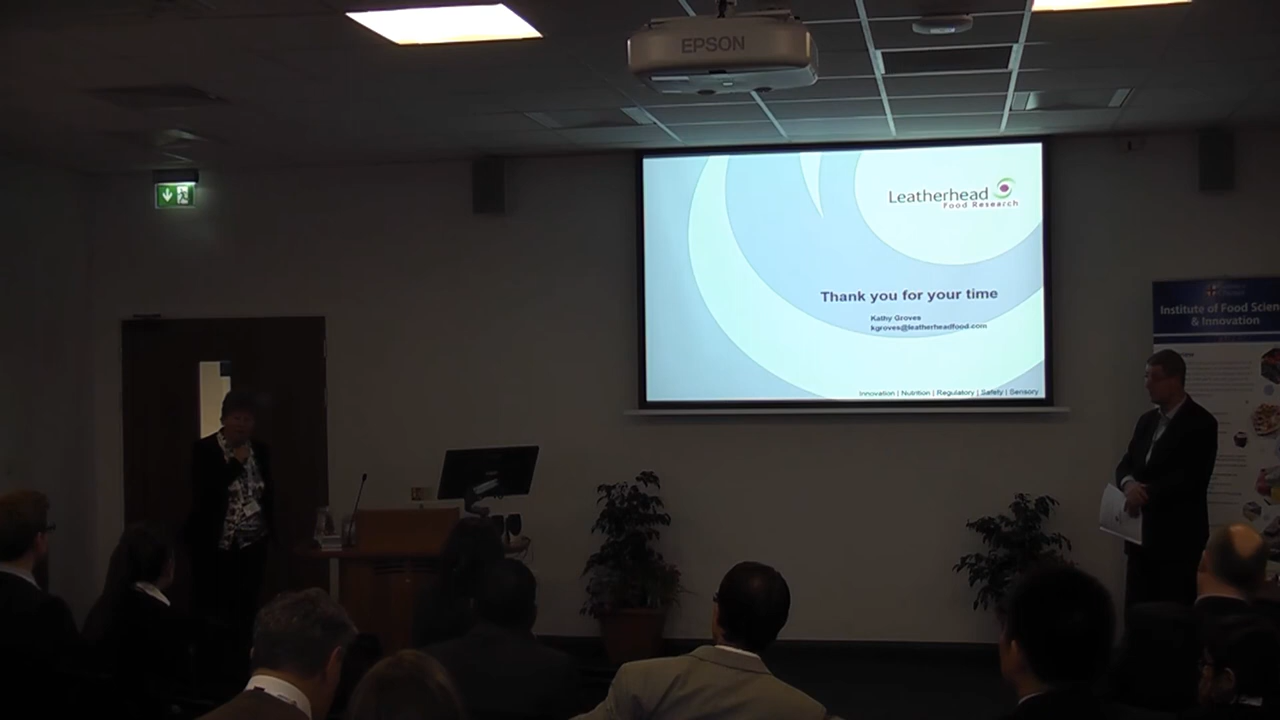 EPSON
Leatherhead
Food Research
Thank you for your time
Kathy Groves
kgroves@leatherheadfood.com
Innovation | Nutrition | Regulatory | Safety | Sensory
Institute of Food Scien
& Innovation